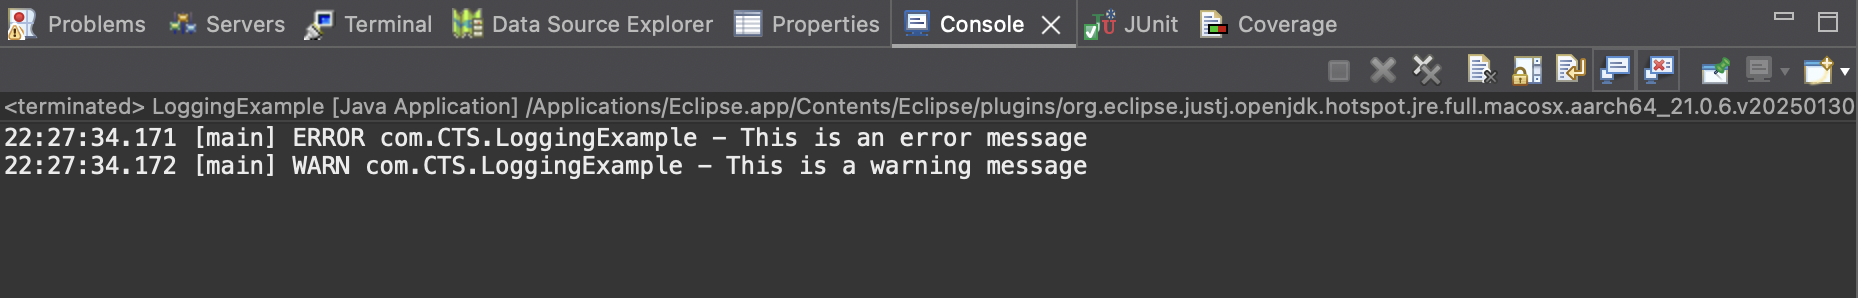 Problems Servers Terminal Data Source Explorer Properties Console JUnit Coverage
<terminated> LoggingExample [Java Application] /Applications/Eclipse.app/Contents/Eclipse/plugins/org.eclipse.justj.openjdk.hotspot.jre.full.macosx.aarch64_21.0.6.v20250130
22:27:34.171 [main] ERROR com.CTS.LoggingExample - This is an error message
22:27:34.172 [main] WARN com.CTS.LoggingExample - This is a warning message